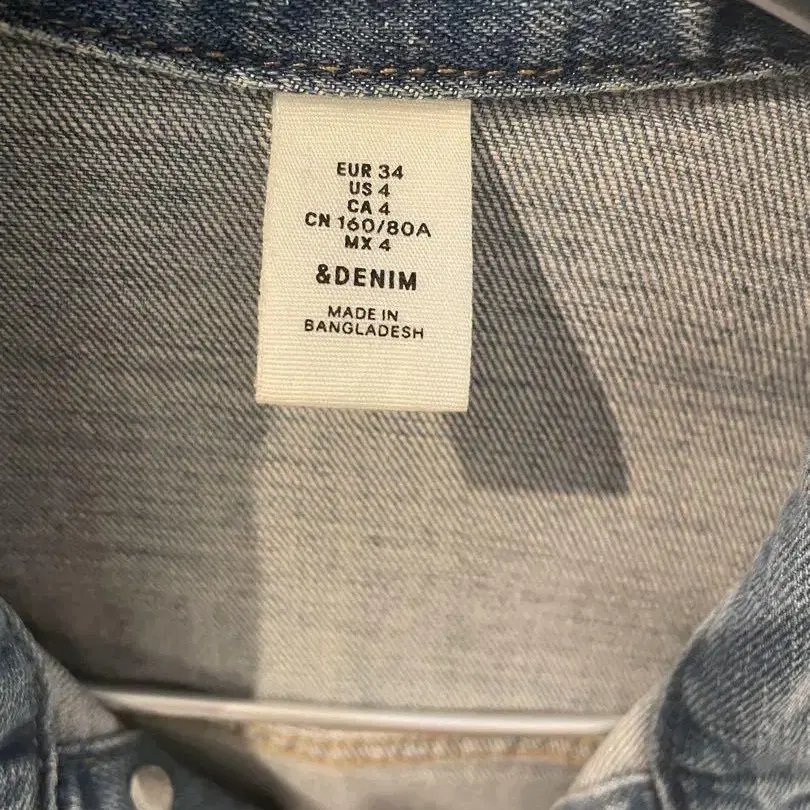 EUR 34
US 4
CA 4
CN 160/80A
MX 4
&DENIM
MADE IN
BANGLADESH